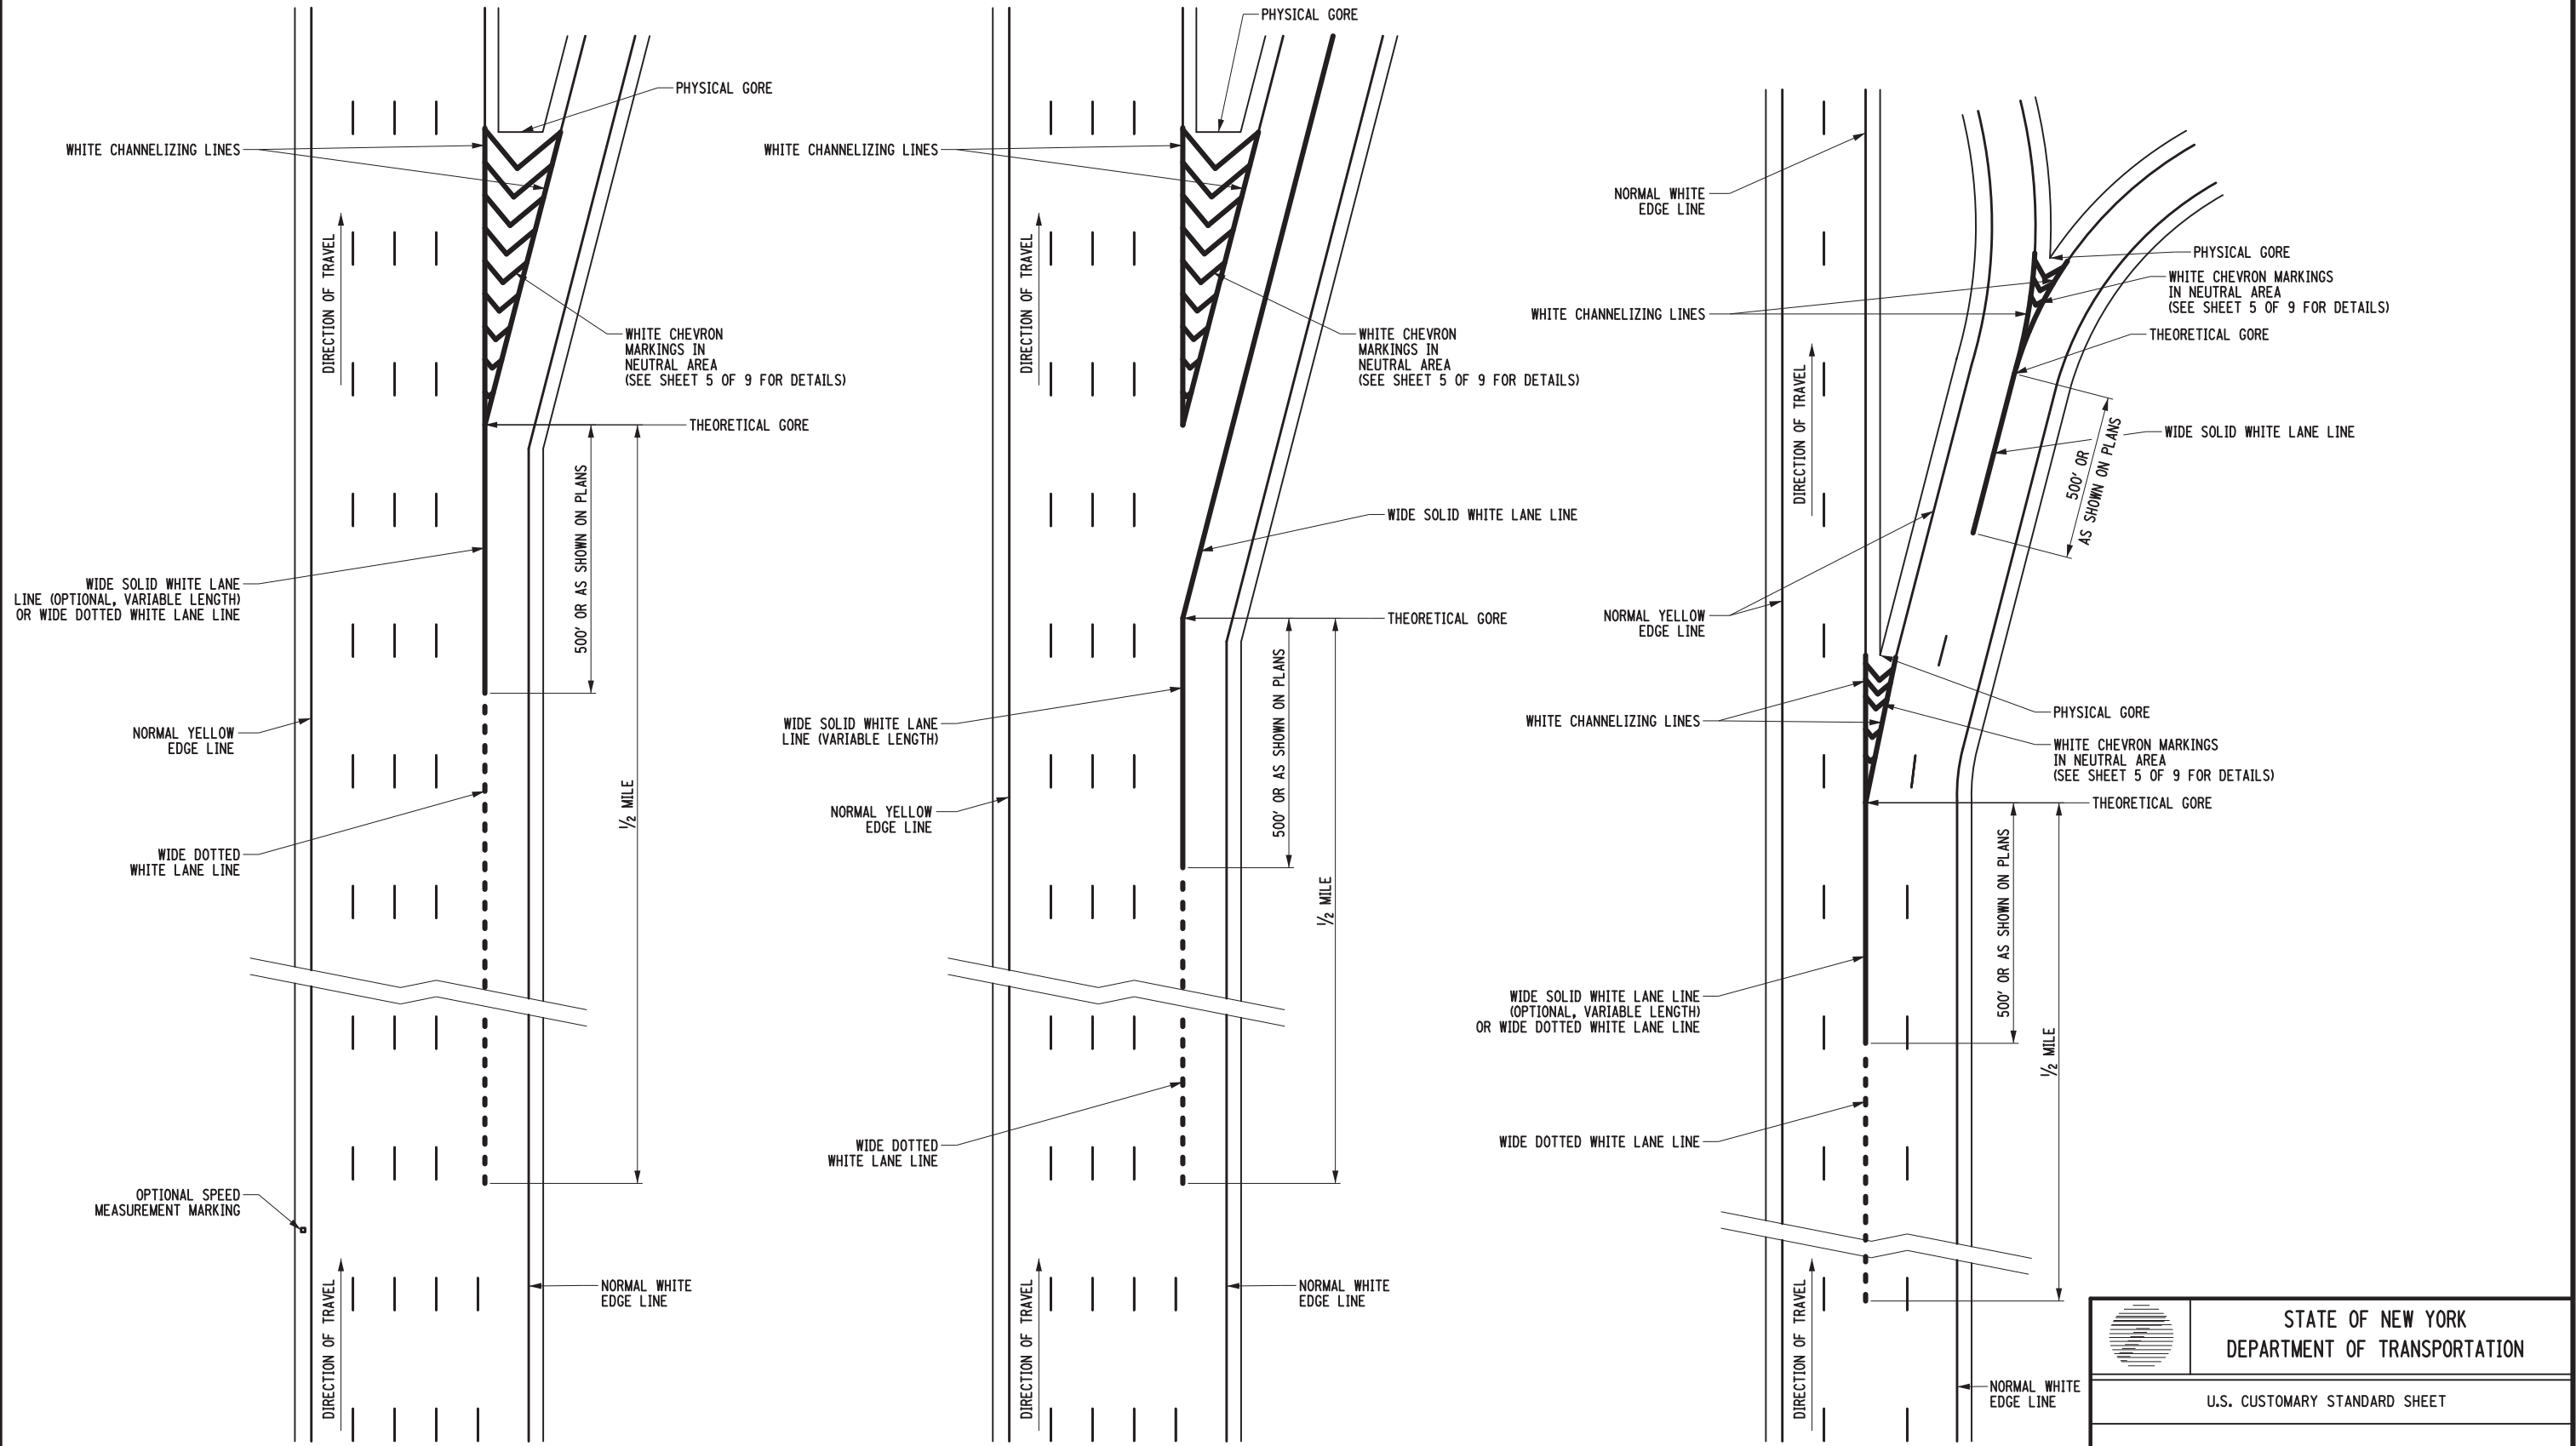 PHYSICAL GORE
WHITE CHANNELIZING LINES
DIRECTION OF TRAVEL
WHITE CHEVRON
MARKINGS IN
NEUTRAL AREA
(SEE SHEET 5 OF 9 FOR DETAILS)
THEORETICAL GORE
500' OR AS SHOWN ON PLANS
WIDE SOLID WHITE LANE
LINE (OPTIONAL, VARIABLE LENGTH)
OR WIDE DOTTED WHITE LANE LINE
NORMAL YELLOW
EDGE LINE
1/2 MILE
WIDE DOTTED
WHITE LANE LINE
OPTIONAL SPEED
MEASUREMENT MARKING
DIRECTION OF TRAVEL
NORMAL WHITE
EDGE LINE
PHYSICAL GORE
WHITE CHANNELIZING LINES
DIRECTION OF TRAVEL
WHITE CHEVRON
MARKINGS IN
NEUTRAL AREA
(SEE SHEET 5 OF 9 FOR DETAILS)
WIDE SOLID WHITE LANE LINE
THEORETICAL GORE
WIDE SOLID WHITE LANE
LINE (VARIABLE LENGTH)
500' OR AS SHOWN ON PLANS
NORMAL YELLOW
EDGE LINE
1/2 MILE
WIDE DOTTED
WHITE LANE LINE
DIRECTION OF TRAVEL
NORMAL WHITE
EDGE LINE
NORMAL WHITE
EDGE LINE
PHYSICAL GORE
WHITE CHEVRON MARKINGS
IN NEUTRAL AREA
(SEE SHEET 5 OF 9 FOR DETAILS)
WHITE CHANNELIZING LINES
THEORETICAL GORE
DIRECTION OF TRAVEL
WIDE SOLID WHITE LANE LINE
500' OR
AS SHOWN ON PLANS
NORMAL YELLOW
EDGE LINE
PHYSICAL GORE
WHITE CHANNELIZING LINES
WHITE CHEVRON MARKINGS
IN NEUTRAL AREA
(SEE SHEET 5 OF 9 FOR DETAILS)
THEORETICAL GORE
500' OR AS SHOWN ON PLANS
WIDE SOLID WHITE LANE LINE
(OPTIONAL, VARIABLE LENGTH)
OR WIDE DOTTED WHITE LANE LINE
1/2 MILE
WIDE DOTTED WHITE LANE LINE
DIRECTION OF TRAVEL
NORMAL WHITE
EDGE LINE
STATE OF NEW YORK
DEPARTMENT OF TRANSPORTATION
U.S. CUSTOMARY STANDARD SHEET